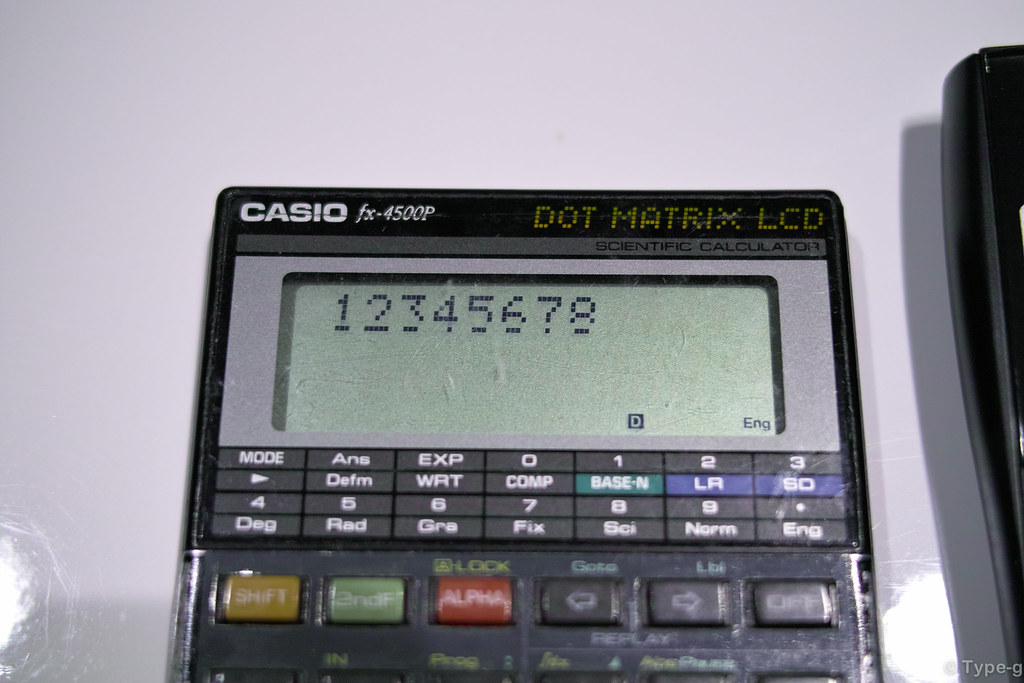 CASIO fx-4500P DOT MATRIX LCD
SCIENTIFIC CALCULATOR
12345678
D Eng
MODE Ans EXP 0 1 2 3
Defm WRT COMP BASE-N LR SD
4 5 6 7 8 9 •
Deg Rad Gra Fix Sci Norm Eng
A-LOCK Goto Lbl
SHIFT 2ndF ALPHA ⇦ ⇨ OFF
REPLAY
IN Prog : ∫dx Pause
© Type-g